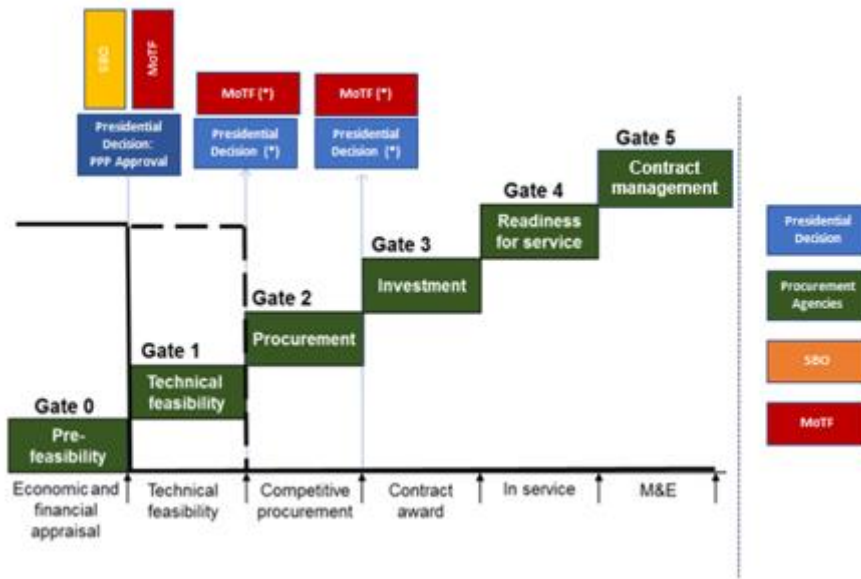 SBO
MoTF
Presidential
Decision:
PPP Approval
MoTF (*)
Presidential
Decision (*)
MoTF (*)
Presidential
Decision (*)
Gate 5
Contract
management
Gate 4
Readiness
for service
Gate 3
Investment
Gate 2
Procurement
Gate 1
Technical
feasibility
Gate 0
Pre-
feasibility
Economic and
financial
appraisal
Technical
feasibility
Competitive
procurement
Contract
award
In service
M&E
Presidential
Decision
Procurement
Agencies
SBO
MoTF